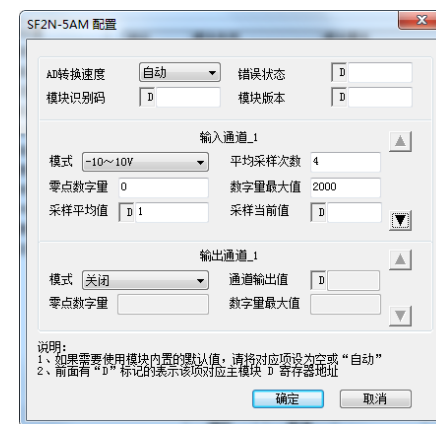 SF2N-5AM 配置
AD转换速度 自动 错误状态 D
模块识别码 D 模块版本 D
输入通道_1
模式 -10～10V 平均采样次数 4
零点数字量 0 数字量最大值 2000
采样平均值 D 1 采样当前值 D
输出通道_1
模式 关闭 通道输出值 D
零点数字量 数字量最大值
说明:
1、如果需要使用模块内置的默认值，请将对应项设为空或“自动”
2、前面有“D”标记的表示该项对应主模块 D 寄存器地址
确定 取消